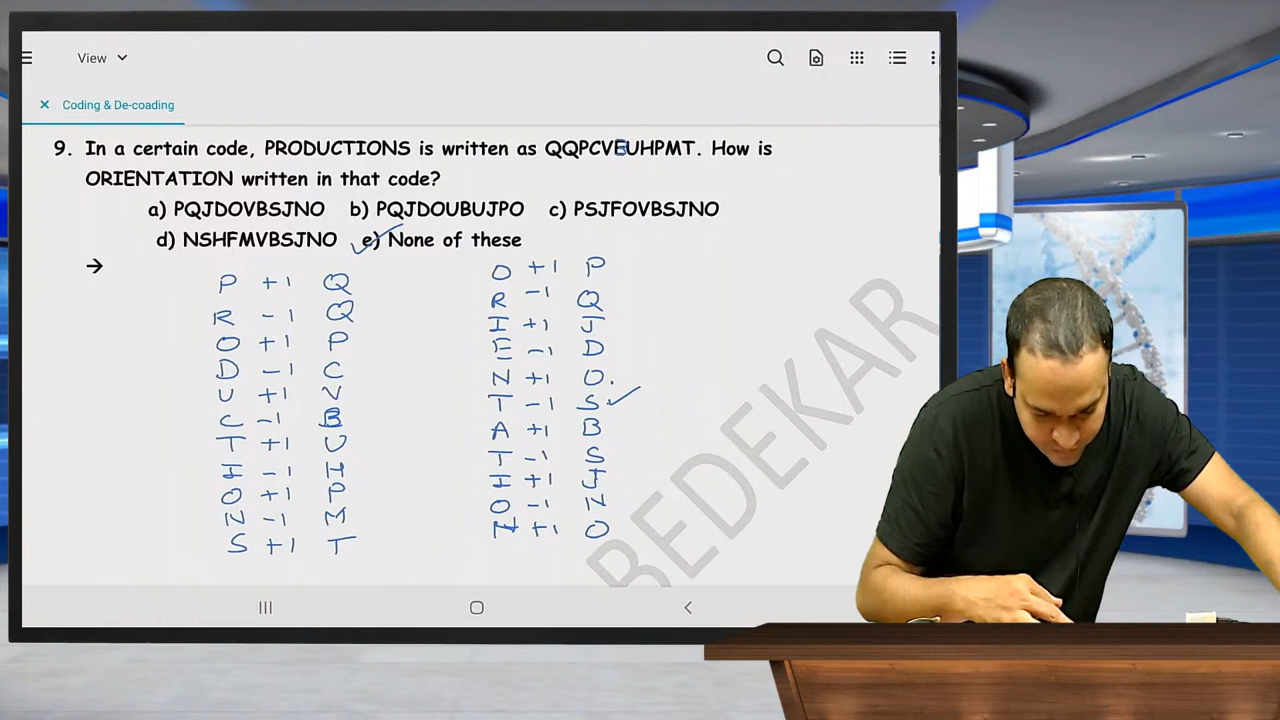 View
Coding & De-coading
9. In a certain code, PRODUCTIONS is written as QQPCVBUHPMT. How is
ORIENTATION written in that code?
a) PQJDOVBSJNO b) PQJDOUBUJPO c) PSJFOVBSJNO
d) NSHFMVBSJNO e) None of these
P +1 Q
R -1 Q
O +1 P
D -1 C
U +1 V
C -1 B
T +1 U
I -1 H
O +1 P
N -1 M
S +1 T
O +1 P
R -1 Q
I +1 J
E -1 D
N +1 O.
T -1 S
A +1 B
T -1 S
I +1 J
O -1 N
N +1 O
BEDEKAR